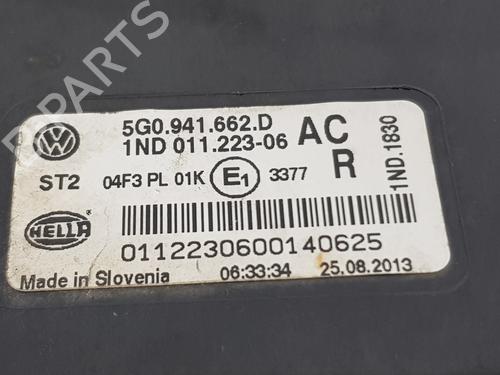 5G0.941.662.D AC
1ND 011.223-06
R
1ND.1830
ST2 04F3 PL 01K E1 3377
HELLA
0112230600140625
Made in Slovenia 06:33:34 25.08.2013